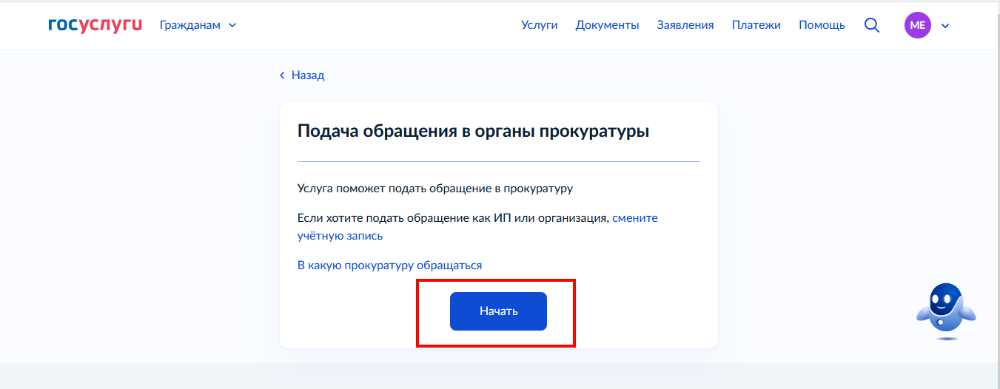 госуслуги Гражданам Услуги Документы Заявления Платежи Помощь МЕ
Назад
Подача обращения в органы прокуратуры
Услуга поможет подать обращение в прокуратуру
Если хотите подать обращение как ИП или организация, смените
учётную запись
В какую прокуратуру обращаться
Начать